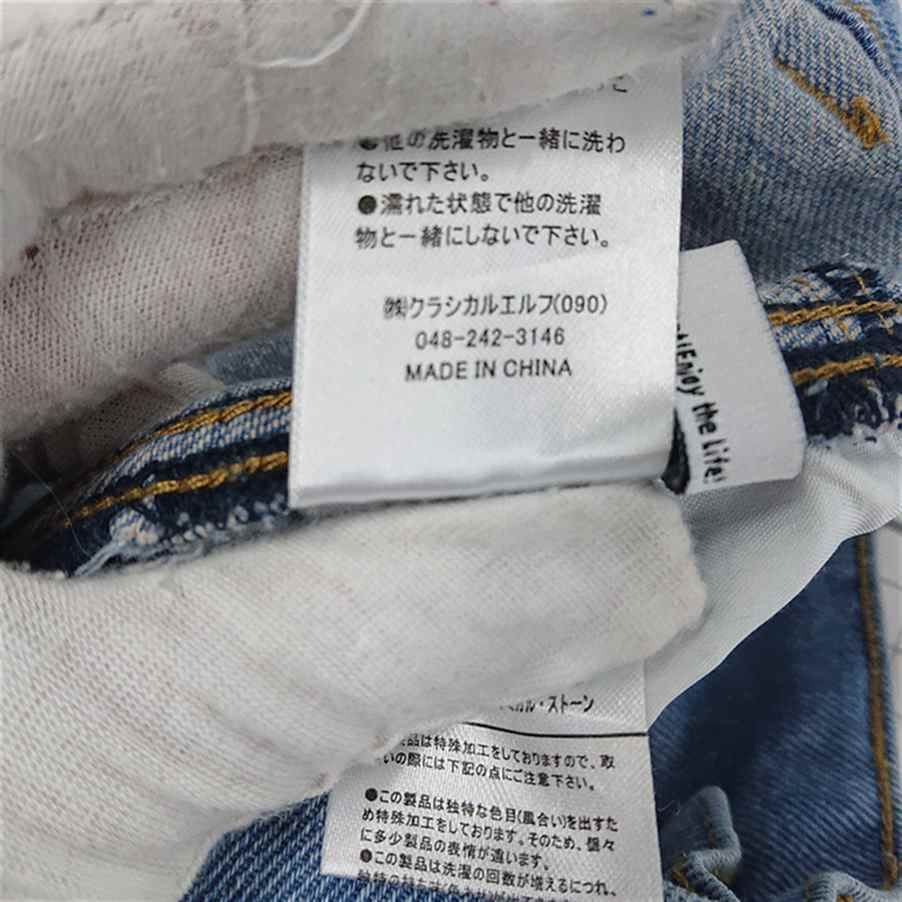 ●他の洗濯物と一緒に洗わ
ないで下さい。
●濡れた状態で他の洗濯
物と一緒にしないで下さい。
㈱クラシカルエルフ(090)
048-242-3146
MADE IN CHINA
Enjoy the Life!
カル・ストーン
品は特殊加工をしておりますので、取
いの際には下記の点にご注意下さい。
●この製品は独特な色目(風合い)を出すた
め特殊加工をしております。そのため、個々
に多少製品の表情が違います。
●この製品は洗濯の回数が増えるにつれ、